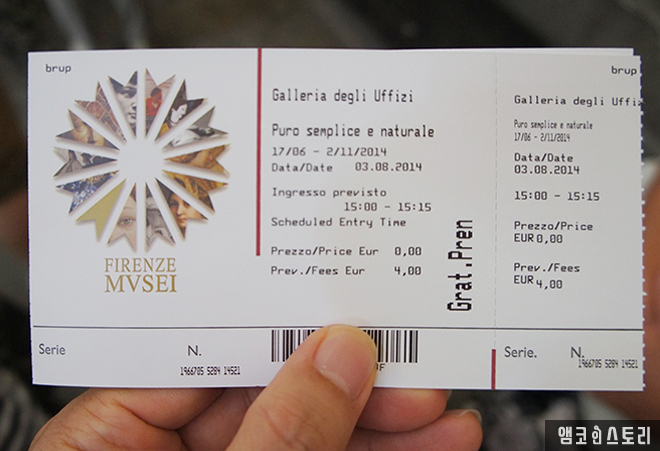 brup
Galleria degli Uffizi
Puro semplice e naturale
17/06 - 2/11/2014
Data/Date 03.08.2014
Ingresso previsto
15:00 - 15:15
Scheduled Entry Time
Prezzo/Price Eur 0,00
Prev./Fees Eur 4,00
Grat.Pren
FIRENZE
MVSEI
Serie N.
1966705 5284 14521
brup
Galleria degli Uffizi
Puro semplice e naturale
17/06 - 2/11/2014
Data/Date
03.08.2014
15:00 - 15:15
Prezzo/Price
EUR 0,00
Prev./Fees
EUR 4,00
Serie. N.
1966705 5284 14521
앰코인스토리